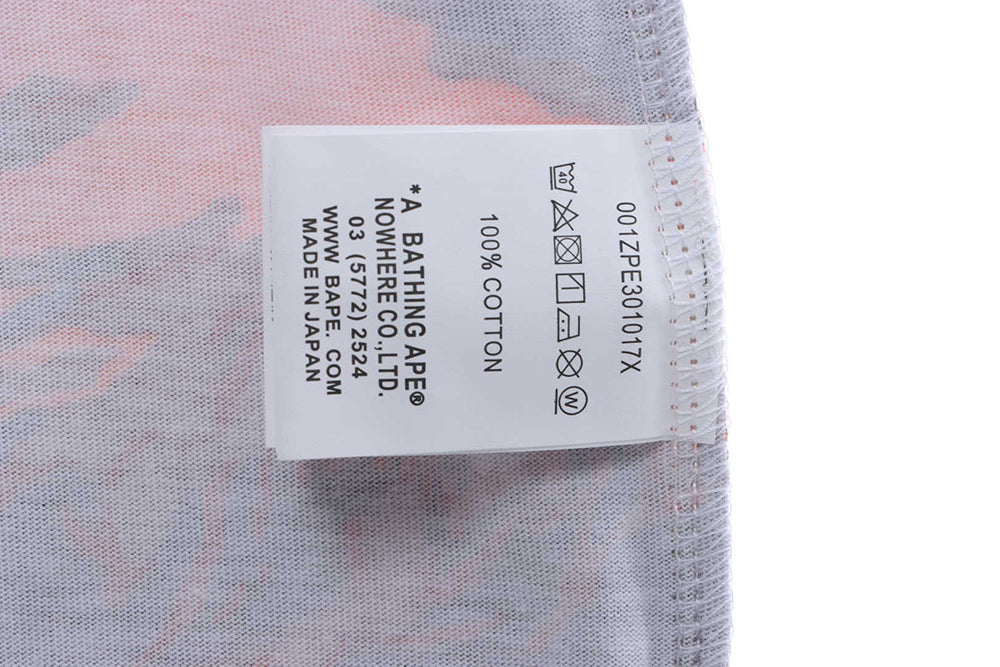 001ZPE301017X
40
W
100% COTTON
*A BATHING APE®
NOWHERE CO.,LTD.
03 (5772) 2524
WWW. BAPE. COM
MADE IN JAPAN